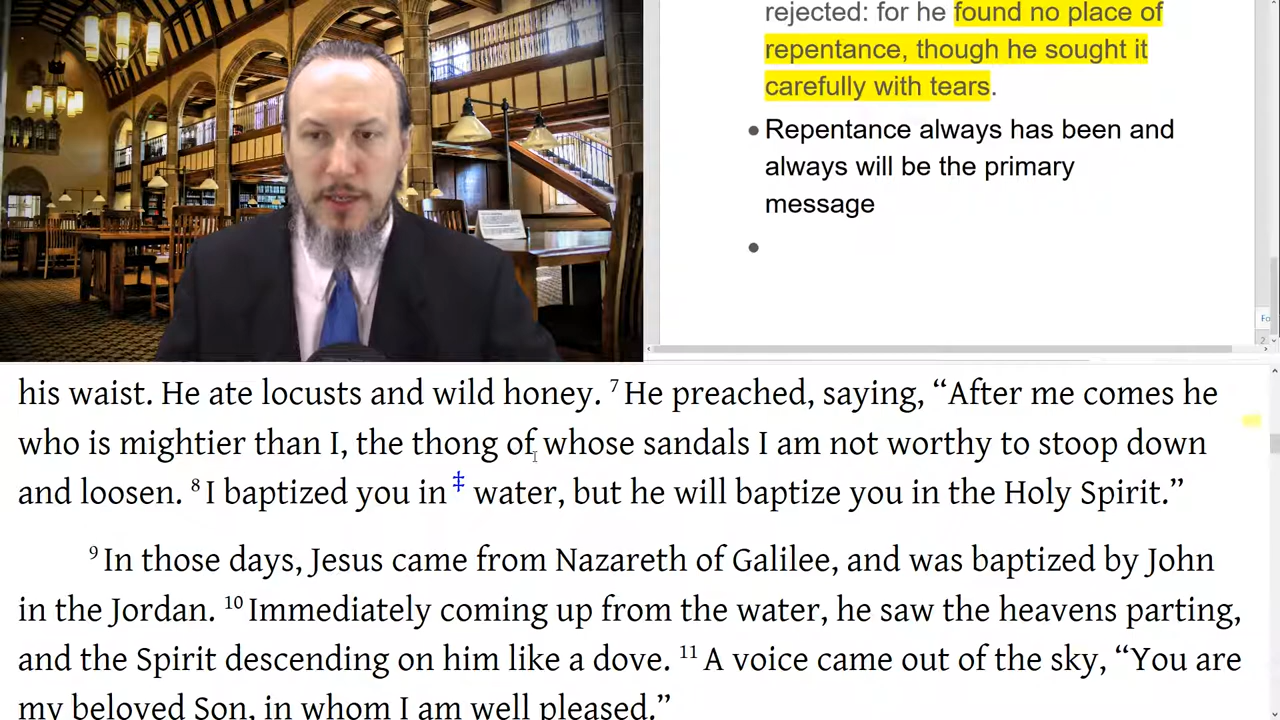 rejected: for he found no place of
repentance, though he sought it
carefully with tears.
• Repentance always has been and
always will be the primary
message
•
Fo
2
his waist. He ate locusts and wild honey. 7 He preached, saying, “After me comes he
who is mightier than I, the thong of whose sandals I am not worthy to stoop down
and loosen. 8 I baptized you in ‡ water, but he will baptize you in the Holy Spirit.”
9 In those days, Jesus came from Nazareth of Galilee, and was baptized by John
in the Jordan. 10 Immediately coming up from the water, he saw the heavens parting,
and the Spirit descending on him like a dove. 11 A voice came out of the sky, “You are
my beloved Son, in whom I am well pleased.”